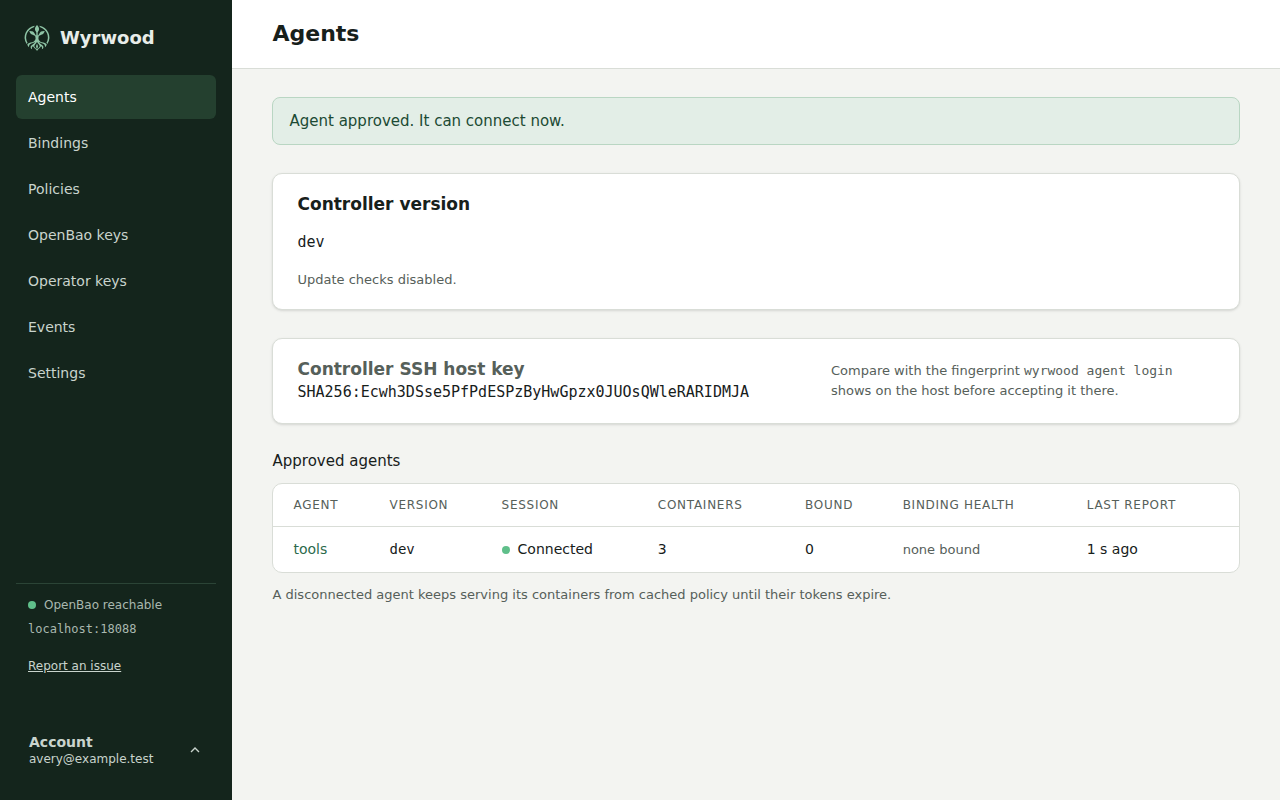 Wyrwood
Agents
Bindings
Policies
OpenBao keys
Operator keys
Events
Settings
OpenBao reachable
localhost:18088
Report an issue
Account
avery@example.test
Agents
Agent approved. It can connect now.
Controller version
dev
Update checks disabled.
Controller SSH host key
SHA256:Ecwh3DSse5PfPdESPzByHwGpzx0JUOsQWleRARIDMJA
Compare with the fingerprint wyrwood agent login
shows on the host before accepting it there.
Approved agents
AGENT VERSION SESSION CONTAINERS BOUND BINDING HEALTH LAST REPORT
tools dev Connected 3 0 none bound 1 s ago
A disconnected agent keeps serving its containers from cached policy until their tokens expire.